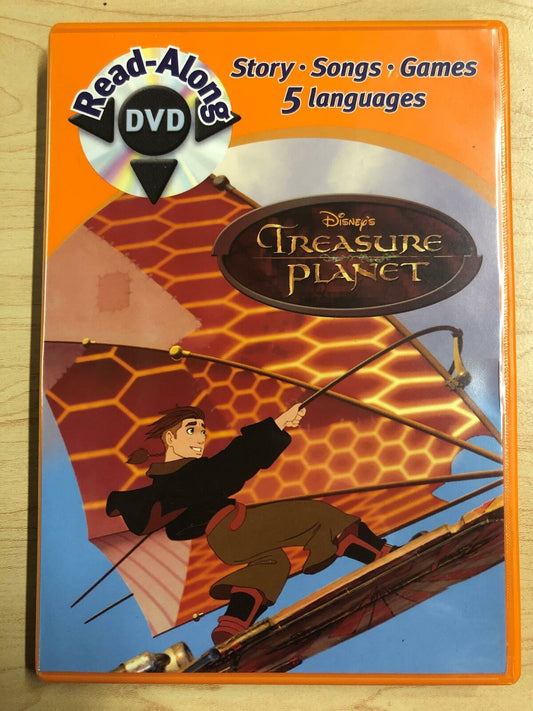 Read-Along
DVD
Story · Songs · Games
5 languages
Disney's
Treasure
Planet